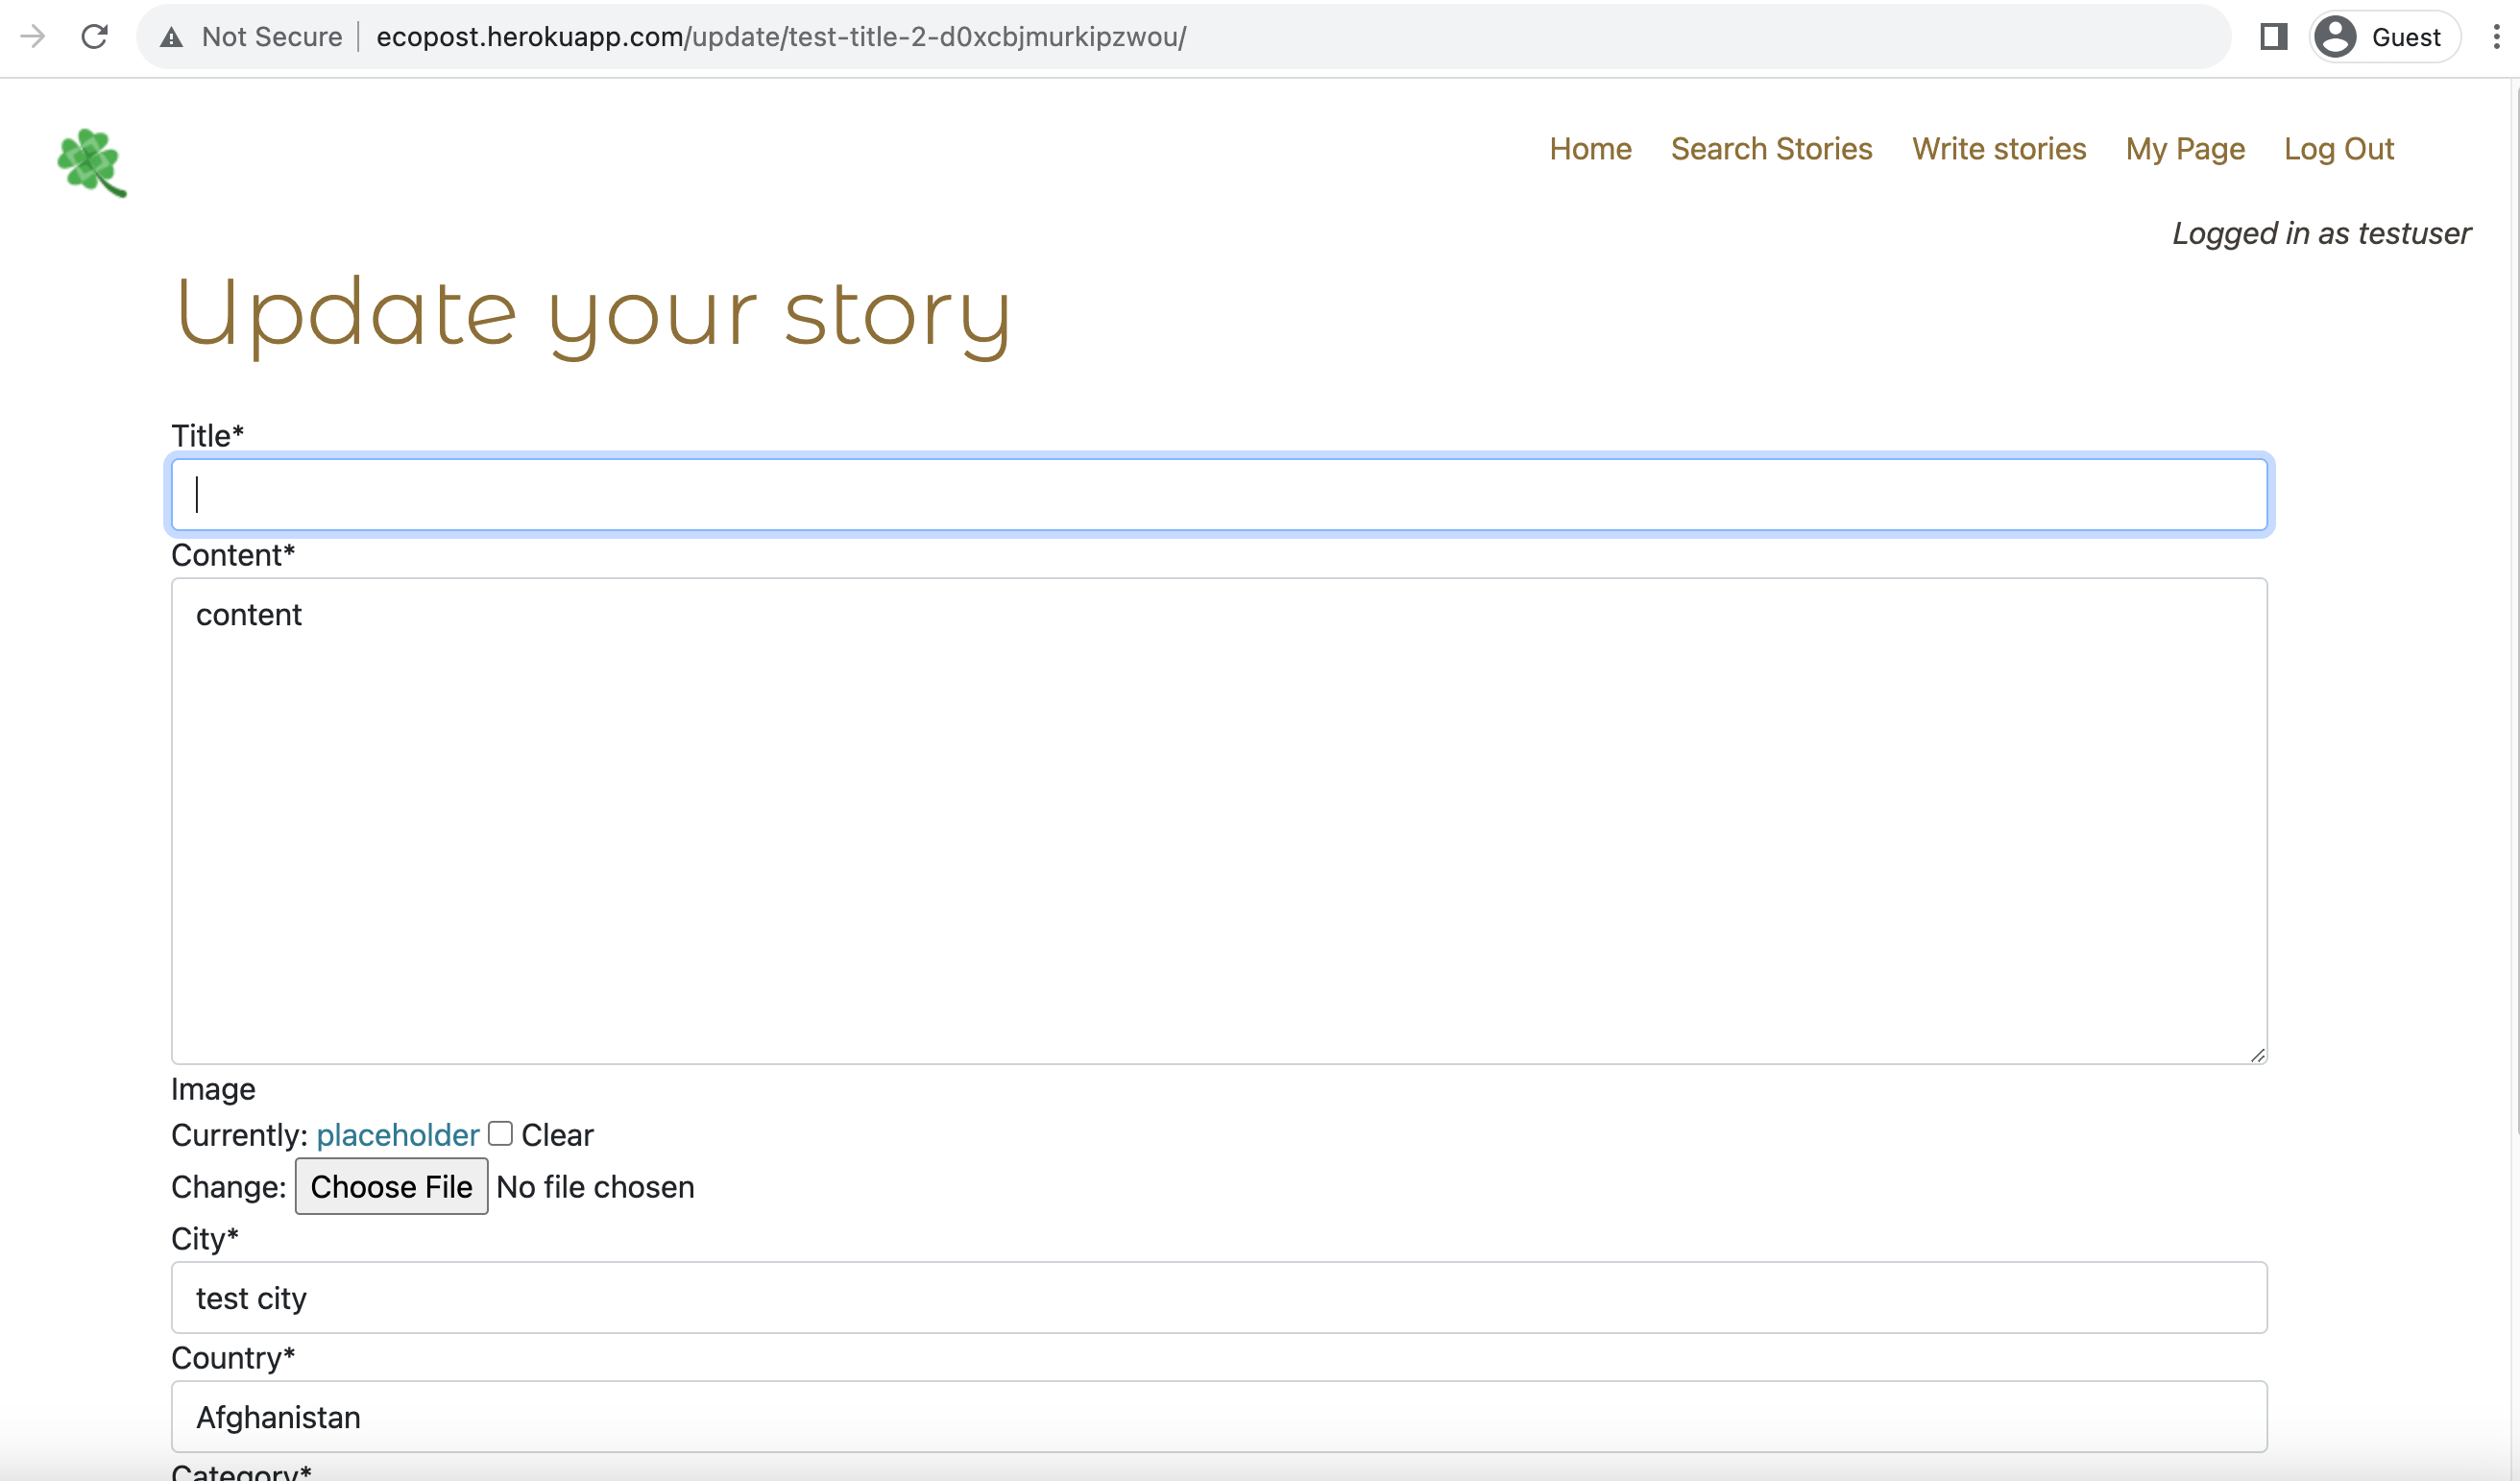 Not Secure ecopost.herokuapp.com/update/test-title-2-d0xcbjmurkipzwou/ Guest
Home Search Stories Write stories My Page Log Out
Logged in as testuser
Update your story
Title*
Content*
content
Image
Currently: placeholder Clear
Change: Choose File No file chosen
City*
test city
Country*
Afghanistan
Category*